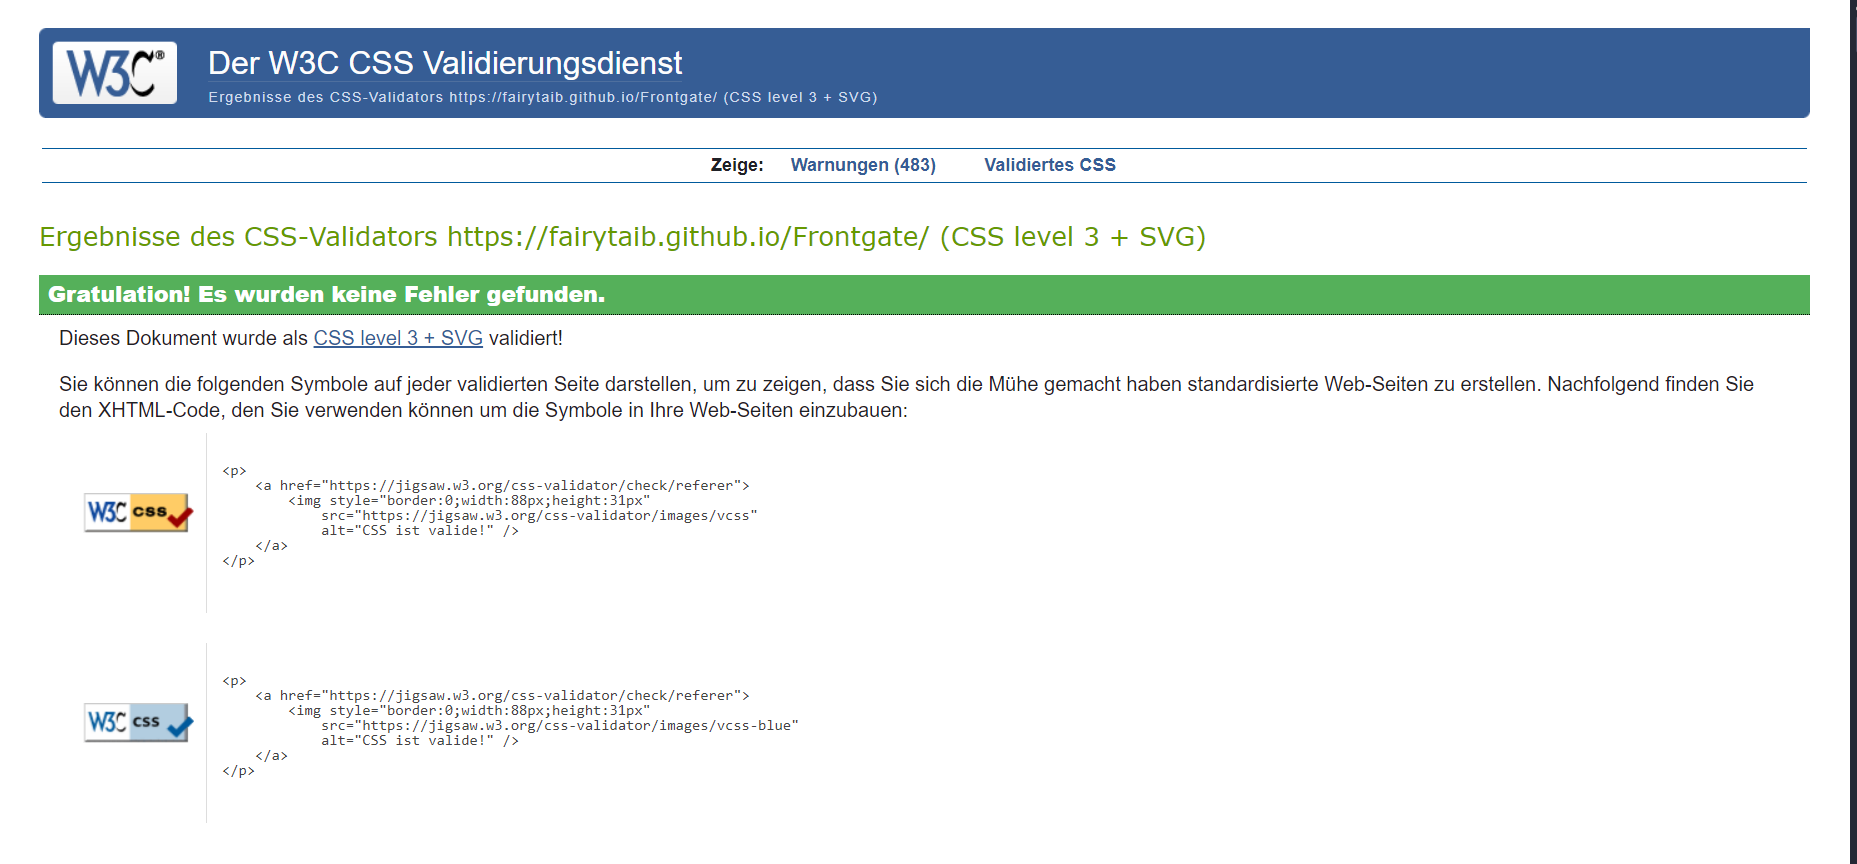 W3C®
Der W3C CSS Validierungsdienst
Ergebnisse des CSS-Validators https://fairytaib.github.io/Frontgate/ (CSS level 3 + SVG)
Zeige: Warnungen (483) Validiertes CSS
Ergebnisse des CSS-Validators https://fairytaib.github.io/Frontgate/ (CSS level 3 + SVG)
Gratulation! Es wurden keine Fehler gefunden.
Dieses Dokument wurde als CSS level 3 + SVG validiert!
Sie können die folgenden Symbole auf jeder validierten Seite darstellen, um zu zeigen, dass Sie sich die Mühe gemacht haben standardisierte Web-Seiten zu erstellen. Nachfolgend finden Sie
den XHTML-Code, den Sie verwenden können um die Symbole in Ihre Web-Seiten einzubauen:
W3C css
<p>
    <a href="https://jigsaw.w3.org/css-validator/check/referer">
        <img style="border:0;width:88px;height:31px"
            src="https://jigsaw.w3.org/css-validator/images/vcss"
            alt="CSS ist valide!" />
    </a>
</p>
W3C css
<p>
    <a href="https://jigsaw.w3.org/css-validator/check/referer">
        <img style="border:0;width:88px;height:31px"
            src="https://jigsaw.w3.org/css-validator/images/vcss-blue"
            alt="CSS ist valide!" />
    </a>
</p>